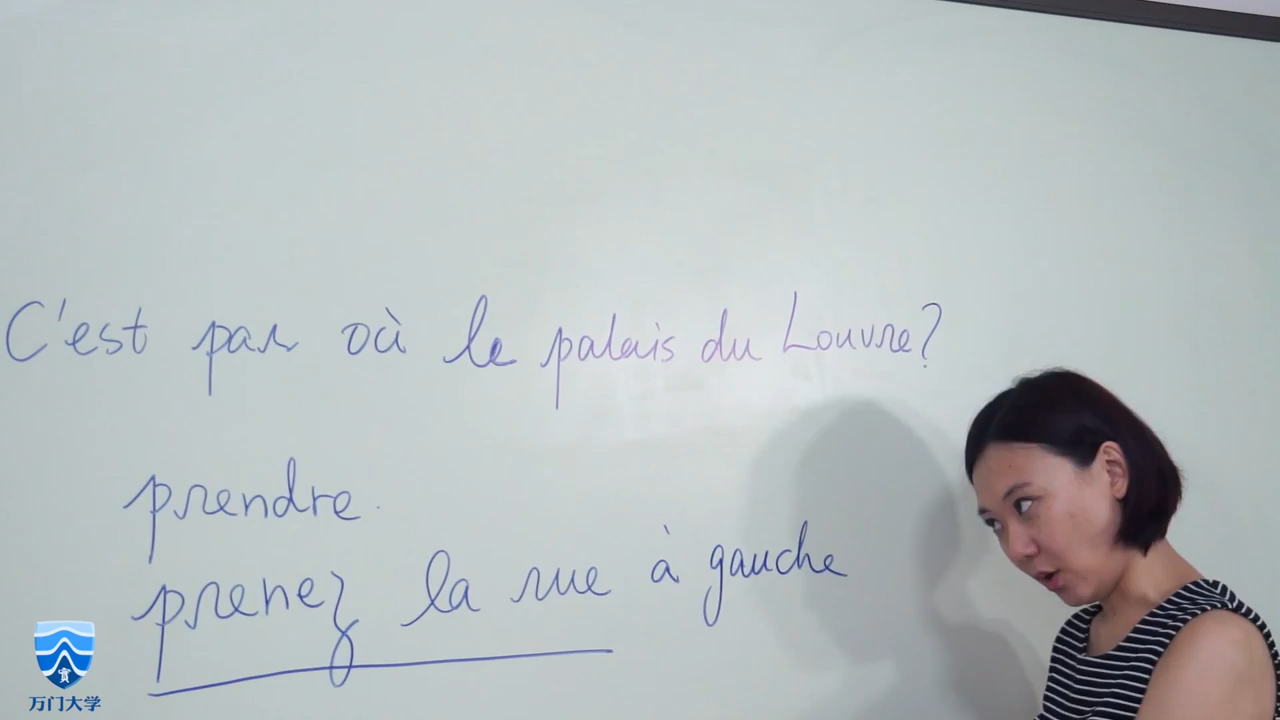 C'est par où le palais du Louvre?
prendre.
prenez la rue à gauche
万门大学